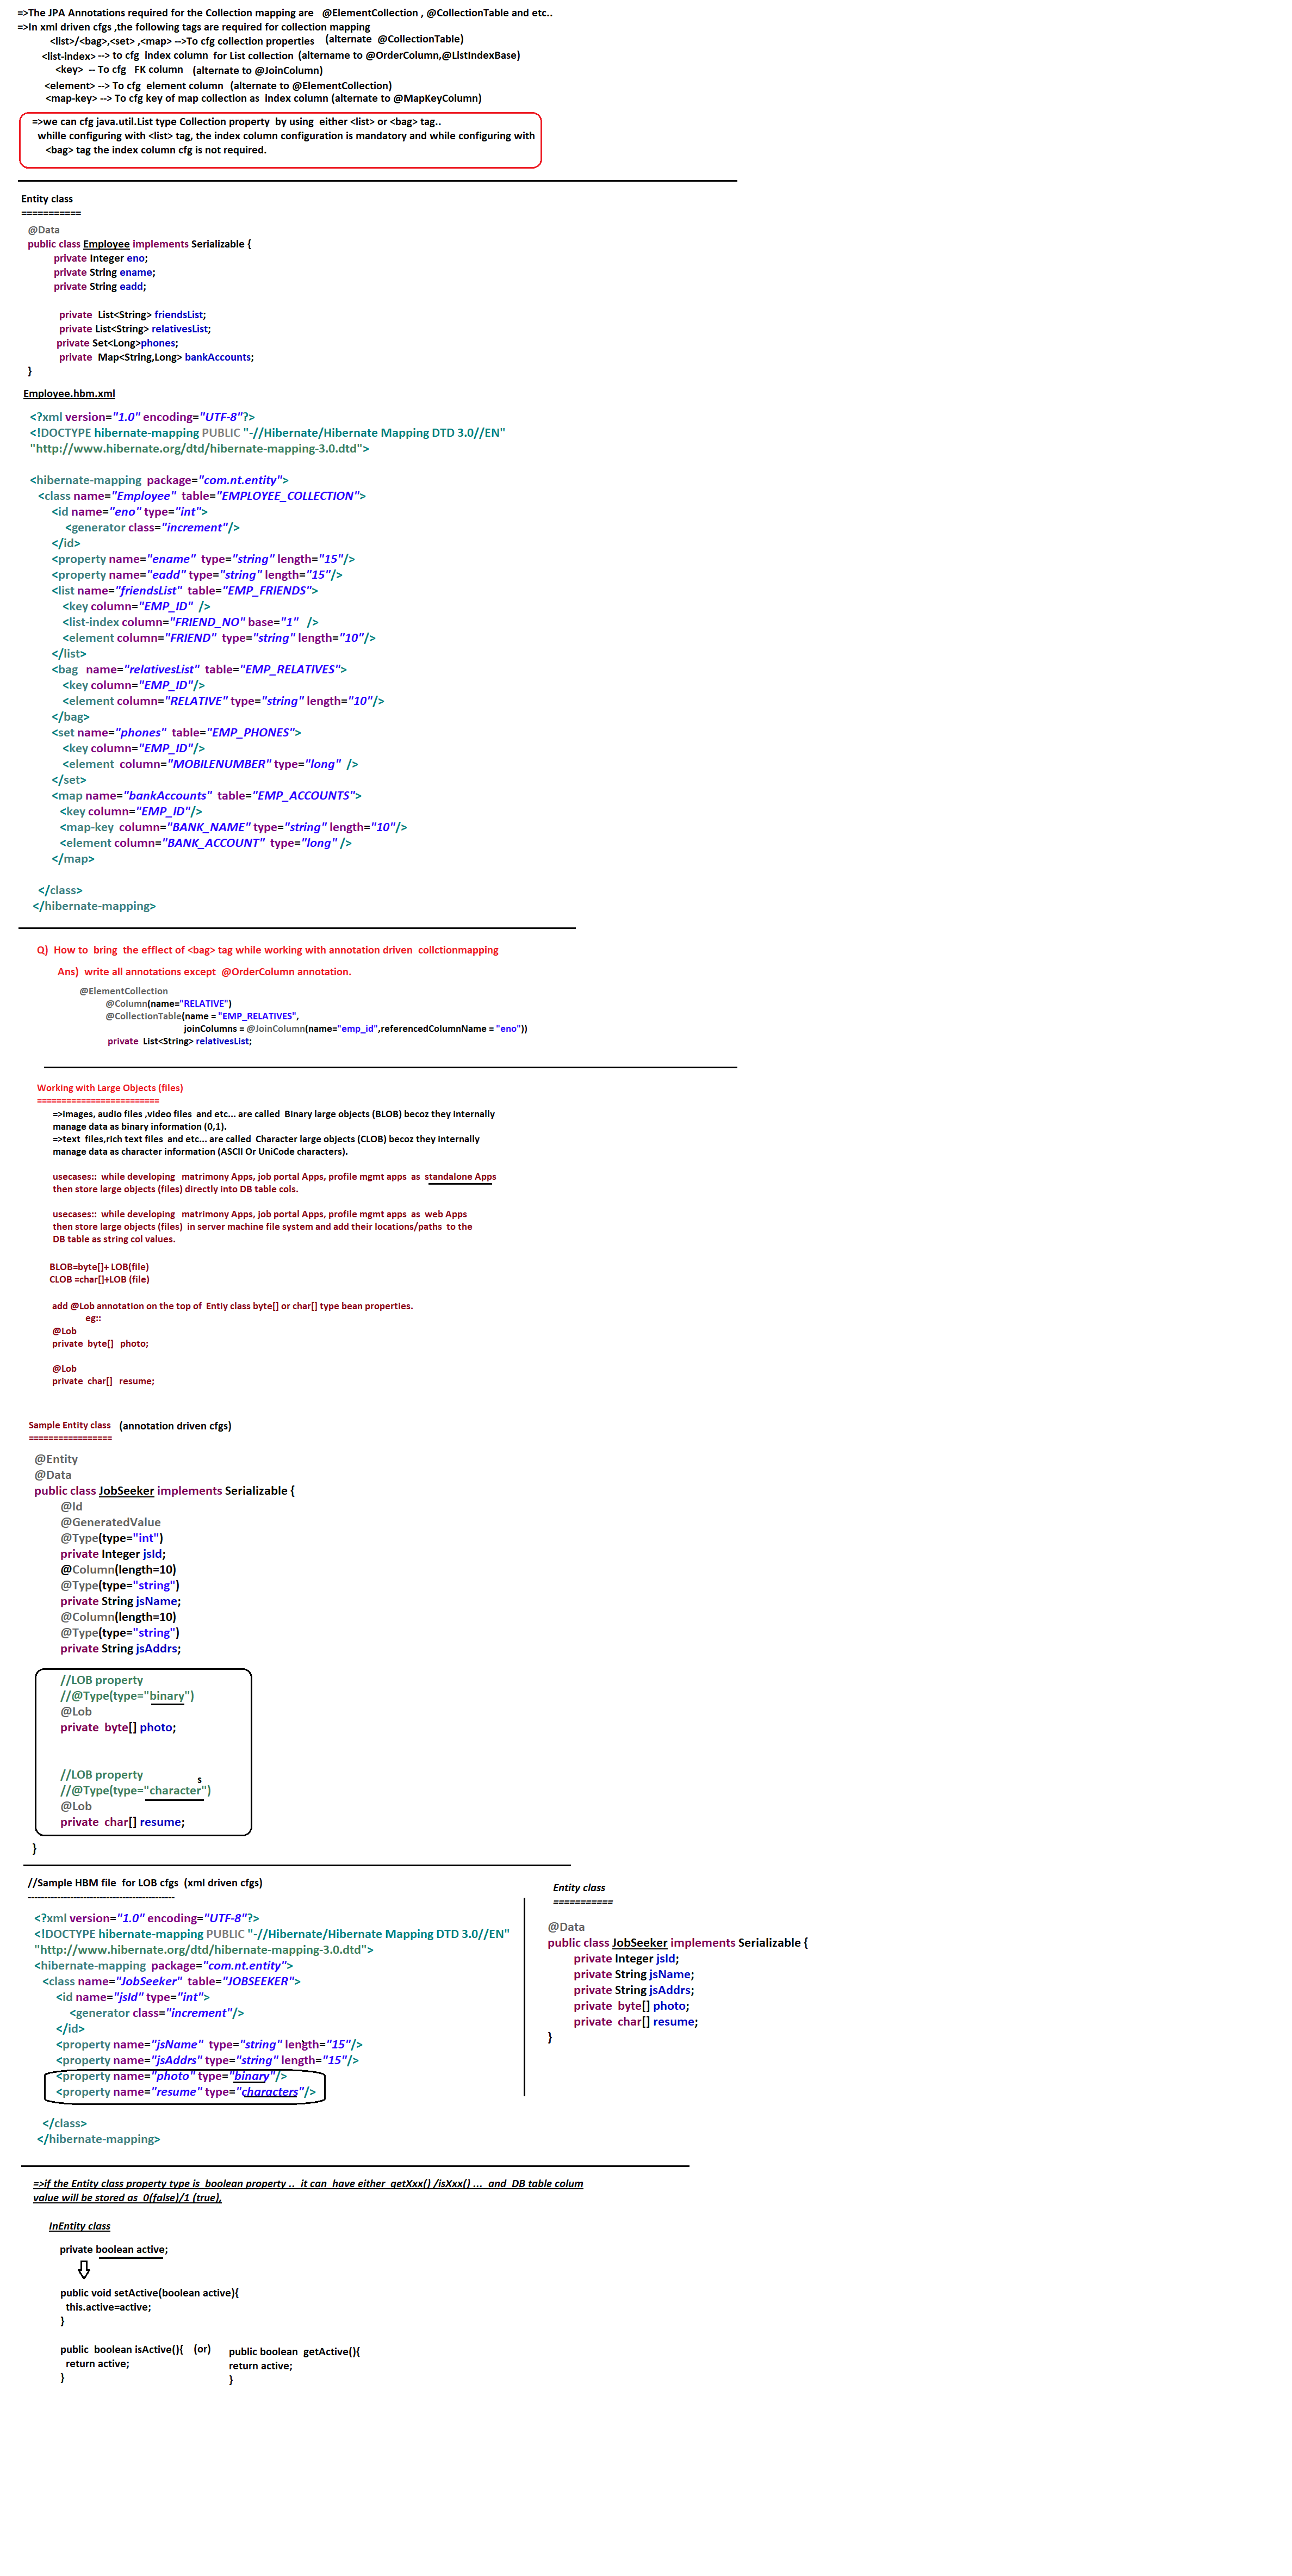 =>The JPA Annotations required for the Collection mapping are @ElementCollection , @CollectionTable and etc..
=>In xml driven cfgs ,the following tags are required for collection mapping
<list>/<bag>,<set> ,<map> -->To cfg collection properties (alternate @CollectionTable)
<list-index> --> to cfg index column for List collection (altername to @OrderColumn,@ListIndexBase)
<key> -- To cfg FK column (alternate to @JoinColumn)
<element> --> To cfg element column (alternate to @ElementCollection)
<map-key> --> To cfg key of map collection as index column (alternate to @MapKeyColumn)
=>we can cfg java.util.List type Collection property by using either <list> or <bag> tag..
whille configuring with <list> tag, the index column configuration is mandatory and while configuring with
<bag> tag the index column cfg is not required.
Entity class
===========
@Data
public class Employee implements Serializable {
private Integer eno;
private String ename;
private String eadd;
private List<String> friendsList;
private List<String> relativesList;
private Set<Long>phones;
private Map<String,Long> bankAccounts;
}
Employee.hbm.xml
<?xml version="1.0" encoding="UTF-8"?>
<!DOCTYPE hibernate-mapping PUBLIC "-//Hibernate/Hibernate Mapping DTD 3.0//EN"
"http://www.hibernate.org/dtd/hibernate-mapping-3.0.dtd">
<hibernate-mapping package="com.nt.entity">
<class name="Employee" table="EMPLOYEE_COLLECTION">
<id name="eno" type="int">
<generator class="increment"/>
</id>
<property name="ename" type="string" length="15"/>
<property name="eadd" type="string" length="15"/>
<list name="friendsList" table="EMP_FRIENDS">
<key column="EMP_ID" />
<list-index column="FRIEND_NO" base="1" />
<element column="FRIEND" type="string" length="10"/>
</list>
<bag name="relativesList" table="EMP_RELATIVES">
<key column="EMP_ID"/>
<element column="RELATIVE" type="string" length="10"/>
</bag>
<set name="phones" table="EMP_PHONES">
<key column="EMP_ID"/>
<element column="MOBILENUMBER" type="long" />
</set>
<map name="bankAccounts" table="EMP_ACCOUNTS">
<key column="EMP_ID"/>
<map-key column="BANK_NAME" type="string" length="10"/>
<element column="BANK_ACCOUNT" type="long" />
</map>
</class>
</hibernate-mapping>
Q) How to bring the efflect of <bag> tag while working with annotation driven collctionmapping
Ans) write all annotations except @OrderColumn annotation.
@ElementCollection
@Column(name="RELATIVE")
@CollectionTable(name = "EMP_RELATIVES",
joinColumns = @JoinColumn(name="emp_id",referencedColumnName = "eno"))
private List<String> relativesList;
Working with Large Objects (files)
=========================
=>images, audio files ,video files and etc... are called Binary large objects (BLOB) becoz they internally
manage data as binary information (0,1).
=>text files,rich text files and etc... are called Character large objects (CLOB) becoz they internally
manage data as character information (ASCII Or UniCode characters).
usecases:: while developing matrimony Apps, job portal Apps, profile mgmt apps as standalone Apps
then store large objects (files) directly into DB table cols.
usecases:: while developing matrimony Apps, job portal Apps, profile mgmt apps as web Apps
then store large objects (files) in server machine file system and add their locations/paths to the
DB table as string col values.
BLOB=byte[]+ LOB(file)
CLOB =char[]+LOB (file)
add @Lob annotation on the top of Entiy class byte[] or char[] type bean properties.
eg::
@Lob
private byte[] photo;
@Lob
private char[] resume;
Sample Entity class (annotation driven cfgs)
=================
@Entity
@Data
public class JobSeeker implements Serializable {
@Id
@GeneratedValue
@Type(type="int")
private Integer jsId;
@Column(length=10)
@Type(type="string")
private String jsName;
@Column(length=10)
@Type(type="string")
private String jsAddrs;
//LOB property
//@Type(type="binary")
@Lob
private byte[] photo;
//LOB property
s
//@Type(type="character")
@Lob
private char[] resume;
}
//Sample HBM file for LOB cfgs (xml driven cfgs)
---------------------------------------------
<?xml version="1.0" encoding="UTF-8"?>
<!DOCTYPE hibernate-mapping PUBLIC "-//Hibernate/Hibernate Mapping DTD 3.0//EN"
"http://www.hibernate.org/dtd/hibernate-mapping-3.0.dtd">
<hibernate-mapping package="com.nt.entity">
<class name="JobSeeker" table="JOBSEEKER">
<id name="jsId" type="int">
<generator class="increment"/>
</id>
<property name="jsName" type="string" length="15"/>
<property name="jsAddrs" type="string" length="15"/>
<property name="photo" type="binary"/>
<property name="resume" type="characters"/>
</class>
</hibernate-mapping>
Entity class
===========
@Data
public class JobSeeker implements Serializable {
private Integer jsId;
private String jsName;
private String jsAddrs;
private byte[] photo;
private char[] resume;
}
=>if the Entity class property type is boolean property .. it can have either getXxx() /isXxx() ... and DB table colum
value will be stored as 0(false)/1 (true).
InEntity class
private boolean active;
public void setActive(boolean active){
this.active=active;
}
public boolean isActive(){ (or)
return active;
}
public boolean getActive(){
return active;
}